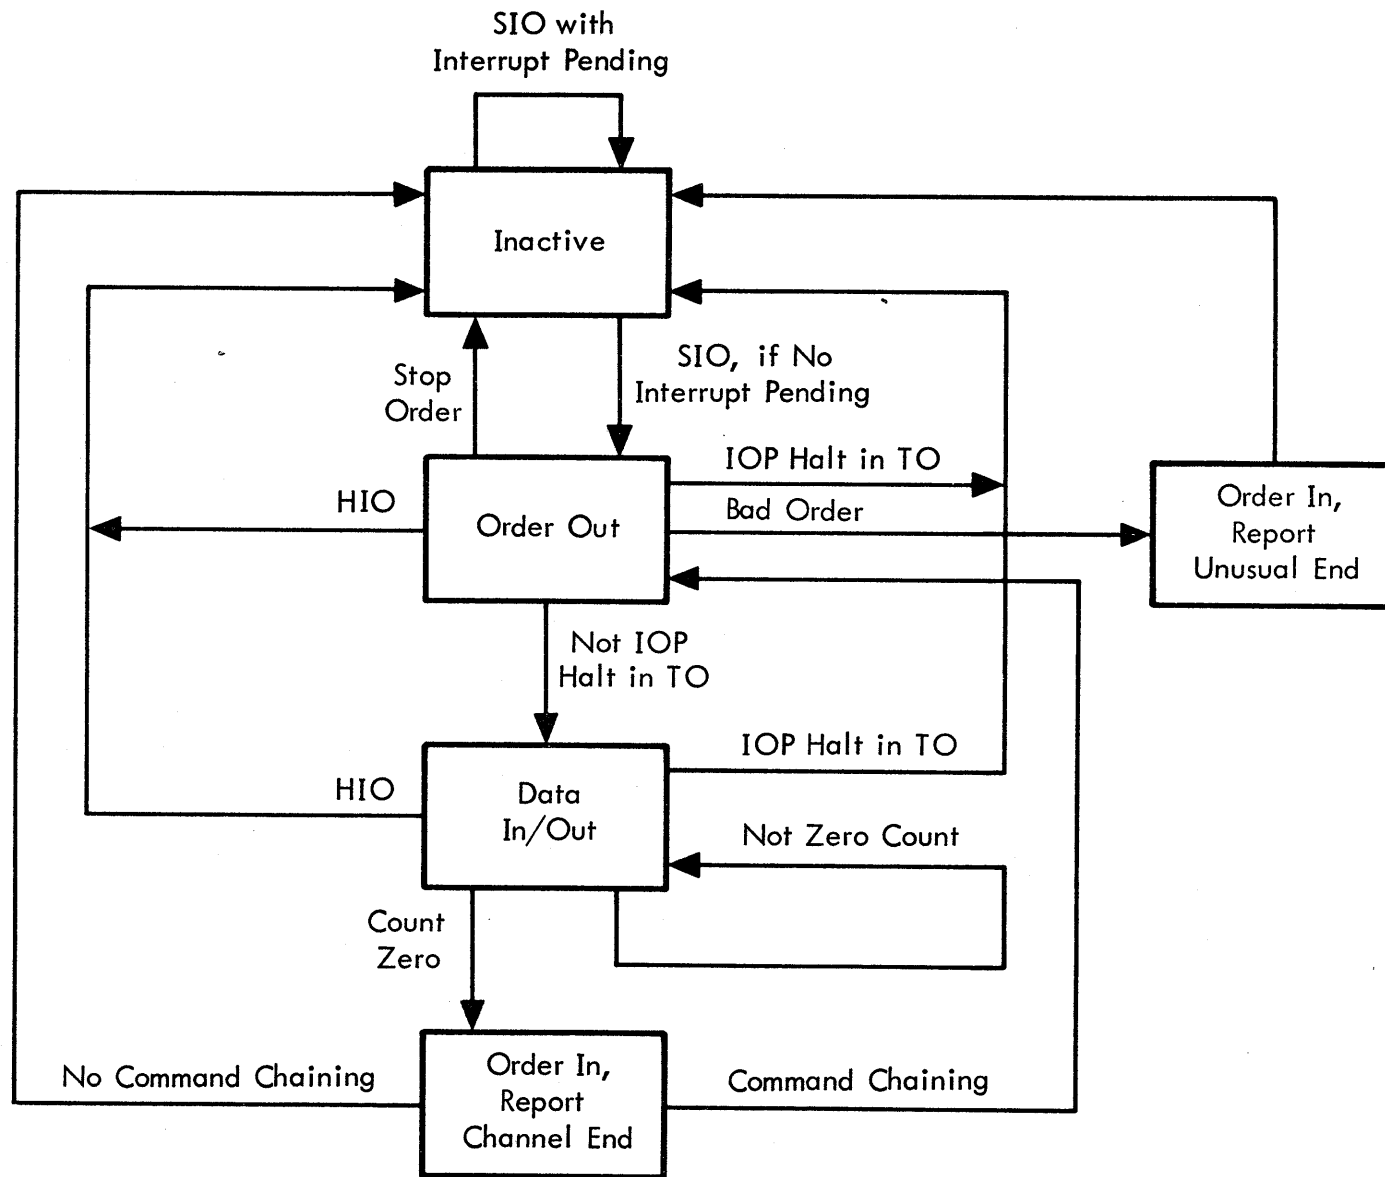 SIO with
Interrupt Pending
Inactive
Stop
Order
SIO, if No
Interrupt Pending
HIO
Order Out
IOP Halt in TO
Bad Order
Order In,
Report
Unusual End
Not IOP
Halt in TO
HIO
Data
In/Out
IOP Halt in TO
Not Zero Count
Count
Zero
No Command Chaining
Order In,
Report
Channel End
Command Chaining